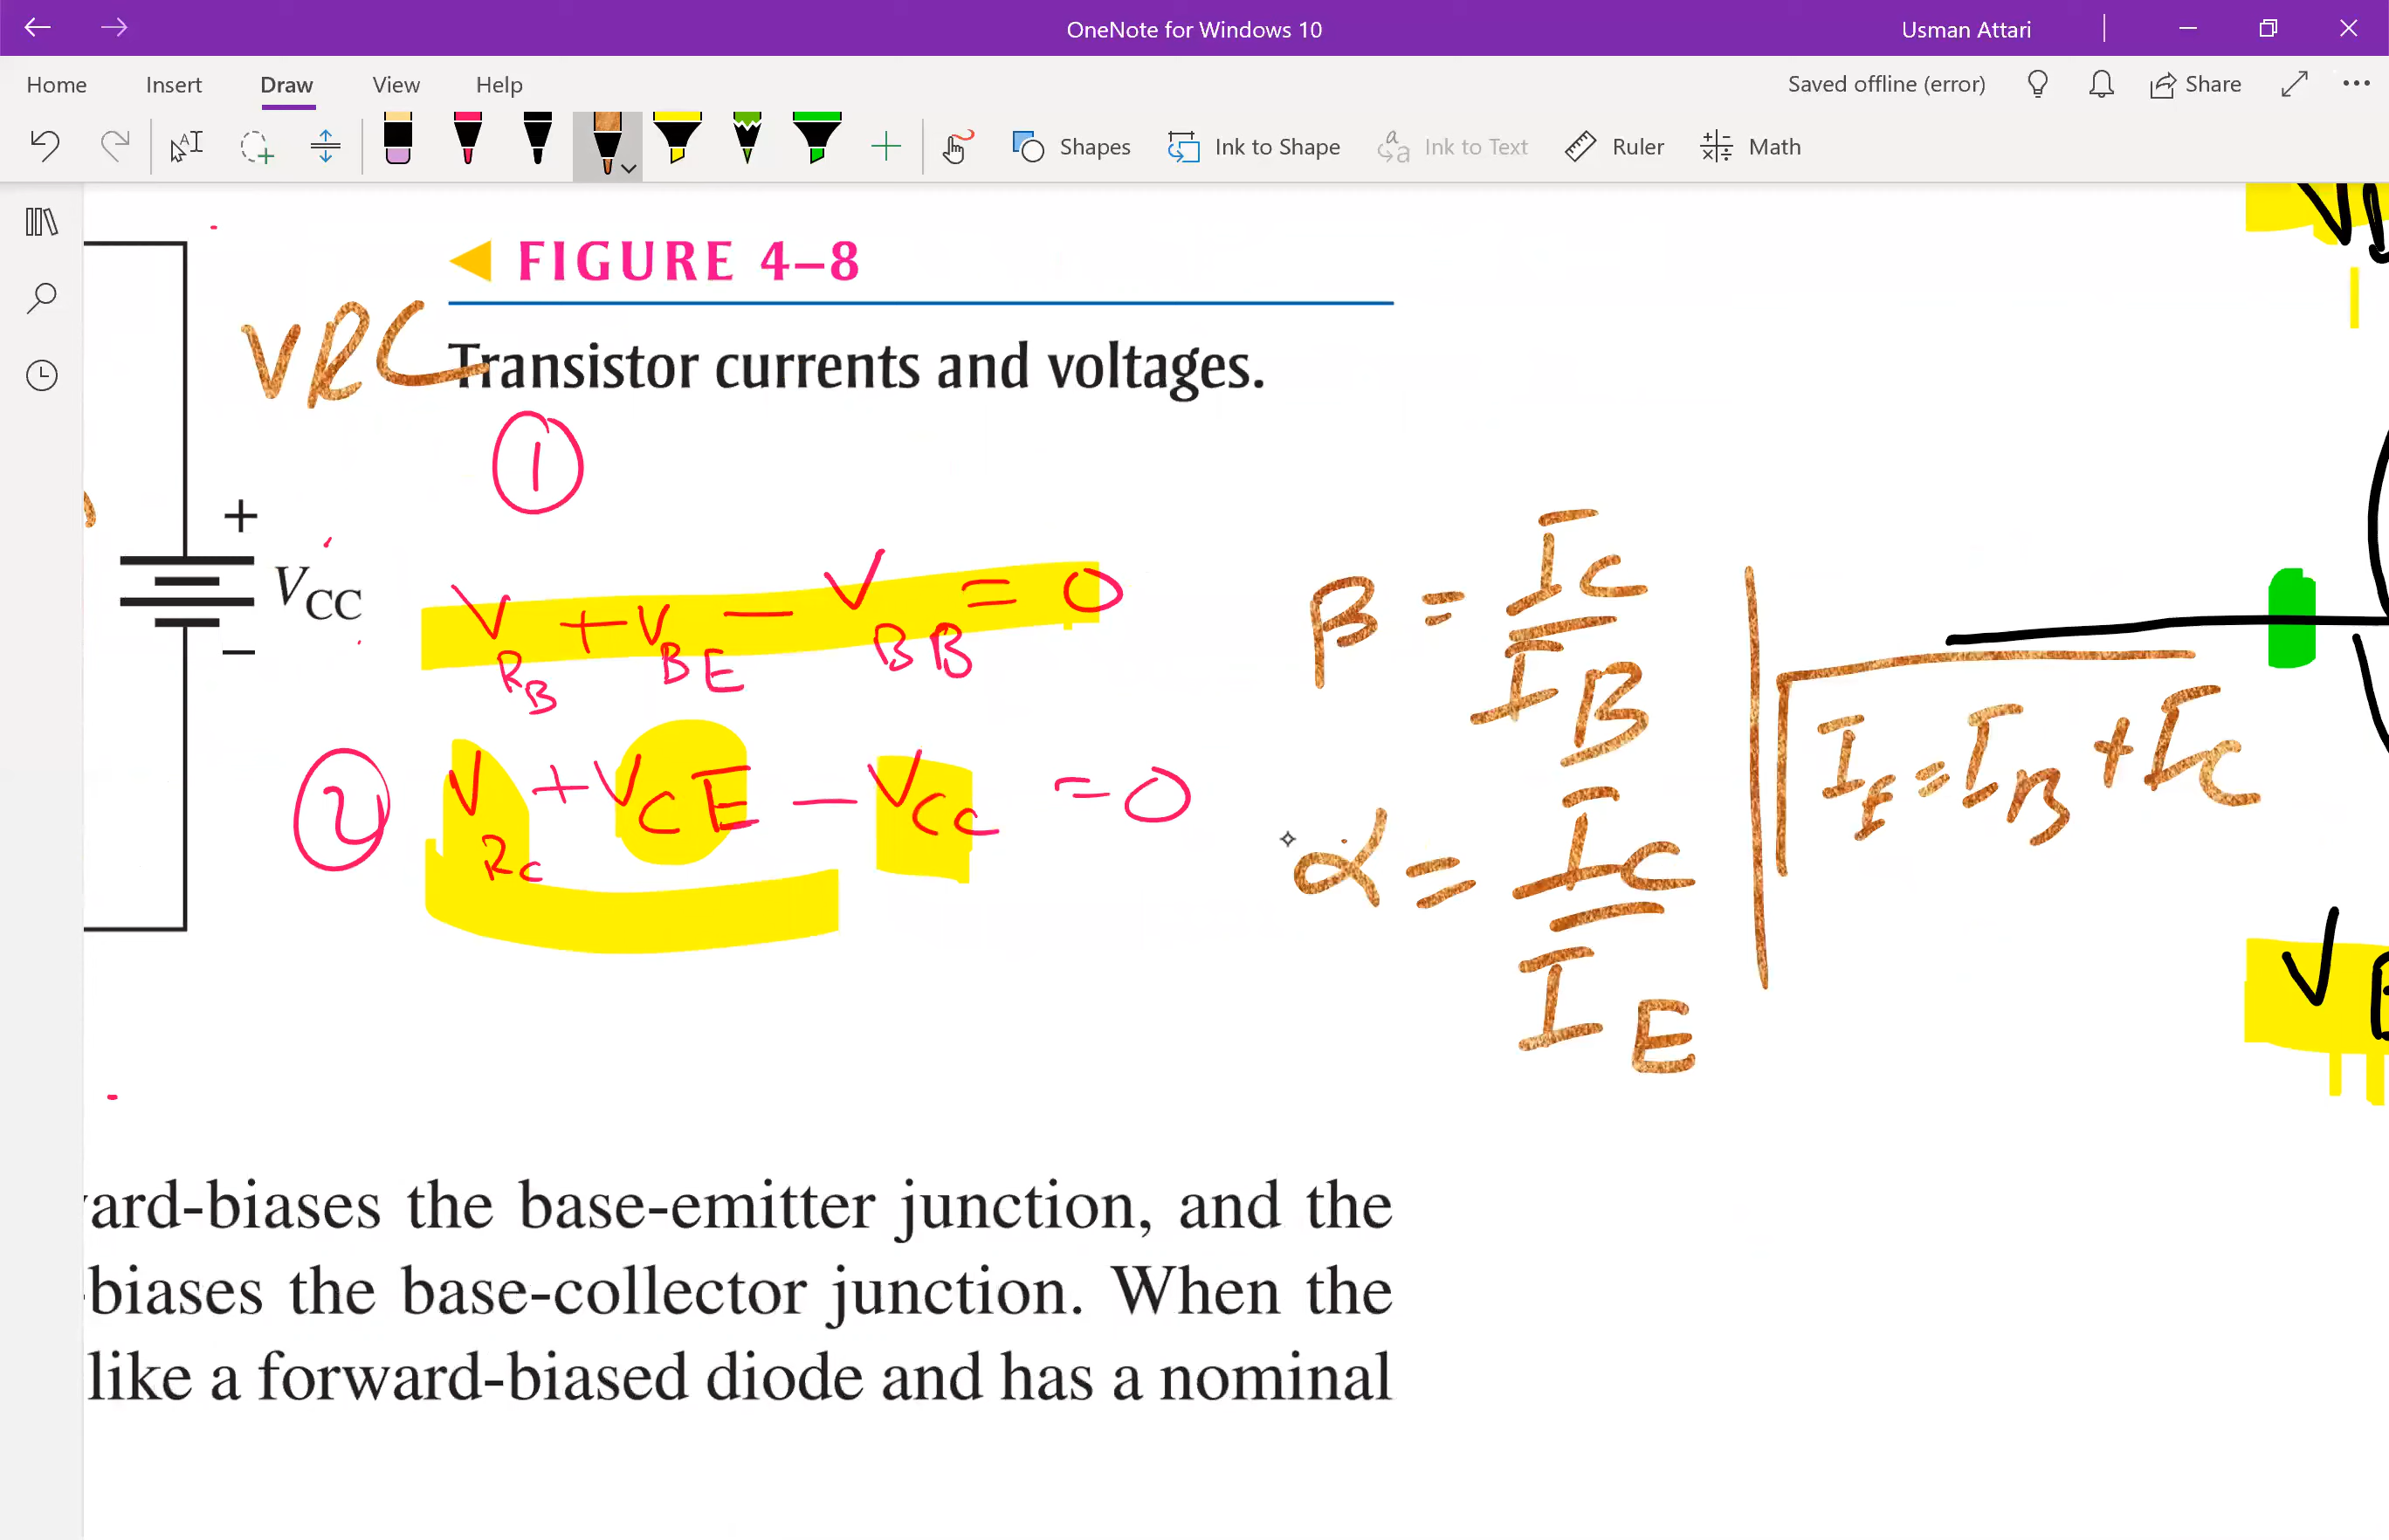 OneNote for Windows 10
Usman Attari
Home Insert Draw View Help
Saved offline (error) Share
Shapes Ink to Shape Ink to Text Ruler Math
FIGURE 4–8
VRC
Transistor currents and voltages.
1
+
VCC
−
VRB + VBE − VBB = 0
2 VRC + VCE − VCC = 0
β = IC/IB
α = IC/IE
IE = IB + IC
V
ard-biases the base-emitter junction, and the
-biases the base-collector junction. When the
like a forward-biased diode and has a nominal